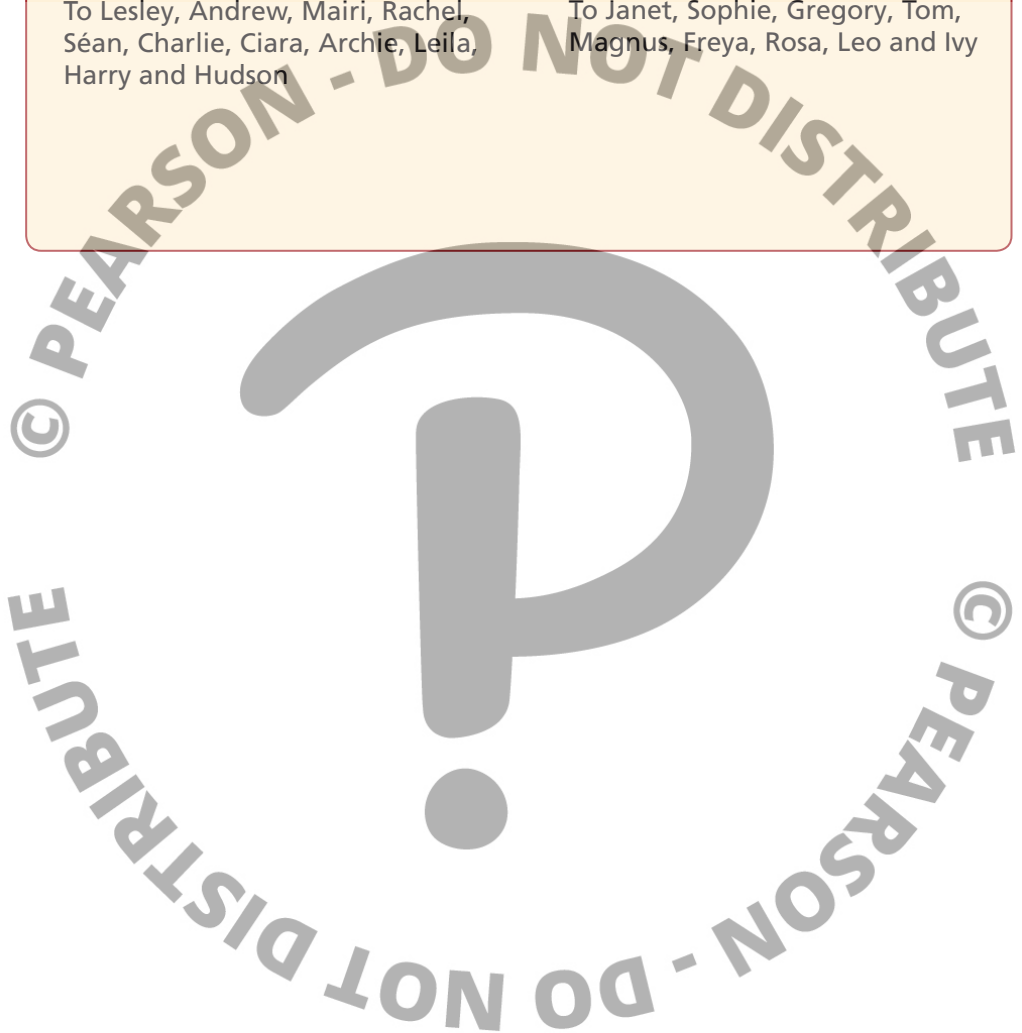 To Lesley, Andrew, Mairi, Rachel,
Séan, Charlie, Ciara, Archie, Leila,
Harry and Hudson
To Janet, Sophie, Gregory, Tom,
Magnus, Freya, Rosa, Leo and Ivy
© PEARSON - DO NOT DISTRIBUTE
© PEARSON - DO NOT DISTRIBUTE